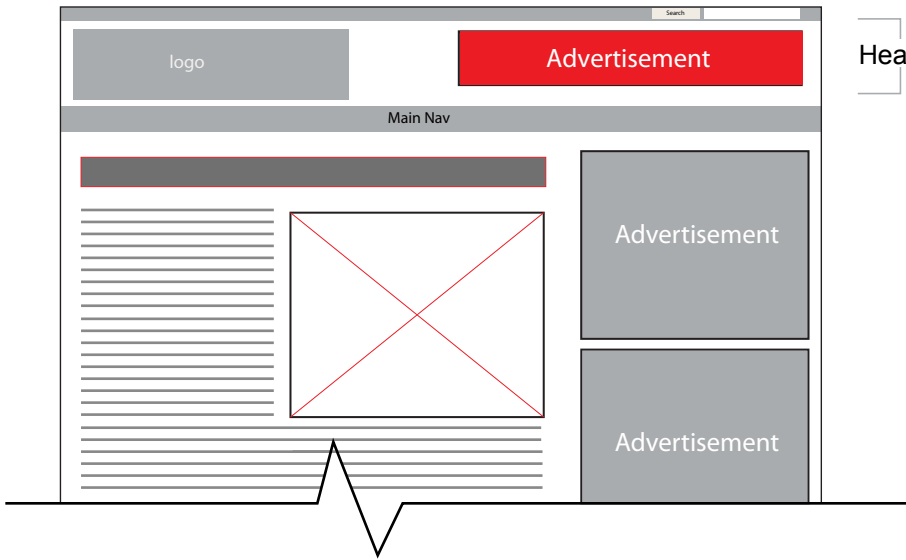 Search
logo
Advertisement
Hea
Main Nav
Advertisement
Advertisement